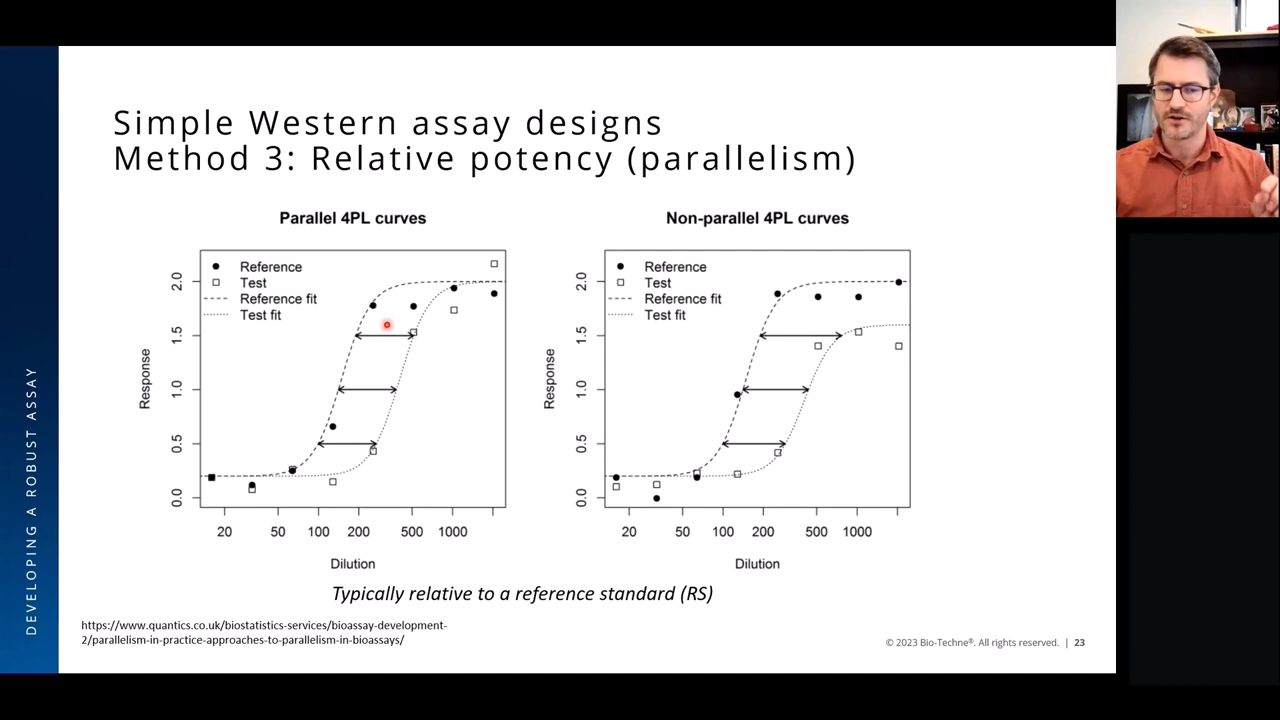 Simple Western assay designs
Method 3: Relative potency (parallelism)
Parallel 4PL curves
Reference
Test
Reference fit
Test fit
Response
0.0
0.5
1.0
1.5
2.0
20
50
100
200
500
1000
Dilution
Non-parallel 4PL curves
Reference
Test
Reference fit
Test fit
Response
0.0
0.5
1.0
1.5
2.0
20
50
100
200
500
1000
Dilution
Typically relative to a reference standard (RS)
https://www.quantics.co.uk/biostatistics-services/bioassay-development-
2/parallelism-in-practice-approaches-to-parallelism-in-bioassays/
© 2023 Bio-Techne®. All rights reserved. | 23
DEVELOPING A ROBUST ASSAY